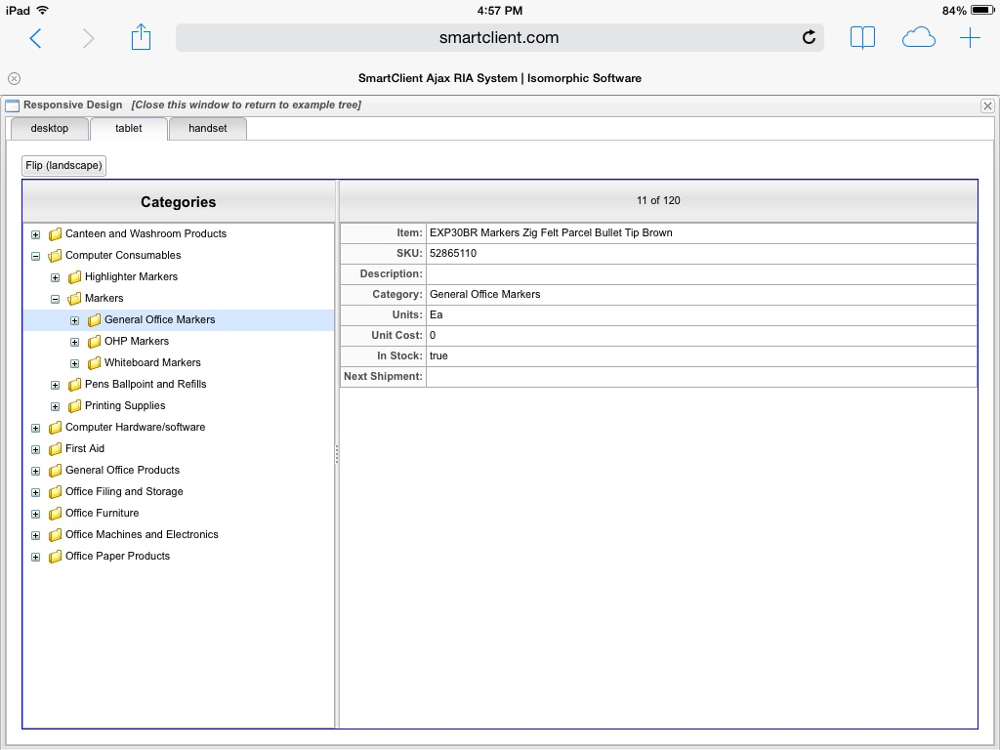 iPad 4:57 PM 84%
smartclient.com
SmartClient Ajax RIA System | Isomorphic Software
Responsive Design [Close this window to return to example tree]
desktop tablet handset
Flip (landscape)
Categories
11 of 120
Canteen and Washroom Products
Computer Consumables
Highlighter Markers
Markers
General Office Markers
OHP Markers
Whiteboard Markers
Pens Ballpoint and Refills
Printing Supplies
Computer Hardware/software
First Aid
General Office Products
Office Filing and Storage
Office Furniture
Office Machines and Electronics
Office Paper Products
Item: EXP30BR Markers Zig Felt Parcel Bullet Tip Brown
SKU: 52865110
Description:
Category: General Office Markers
Units: Ea
Unit Cost: 0
In Stock: true
Next Shipment: